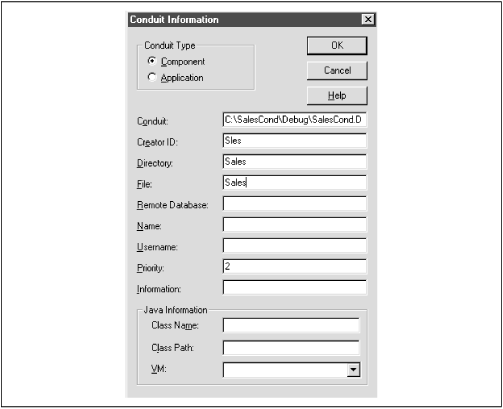 Conduit Information
Conduit Type
Component
Application
OK
Cancel
Help
Conduit: C:\SalesCond\Debug\SalesCond.D
Creator ID: Sles
Directory: Sales
File: Sales
Remote Database:
Name:
Username:
Priority: 2
Information:
Java Information
Class Name:
Class Path:
VM: